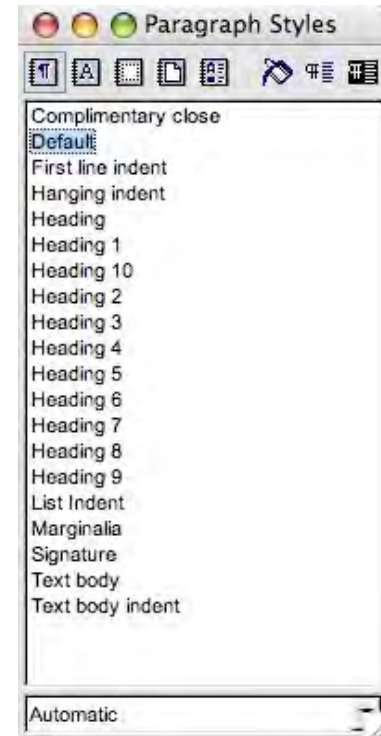 Paragraph Styles
Complimentary close
Default
First line indent
Hanging indent
Heading
Heading 1
Heading 10
Heading 2
Heading 3
Heading 4
Heading 5
Heading 6
Heading 7
Heading 8
Heading 9
List Indent
Marginalia
Signature
Text body
Text body indent
Automatic